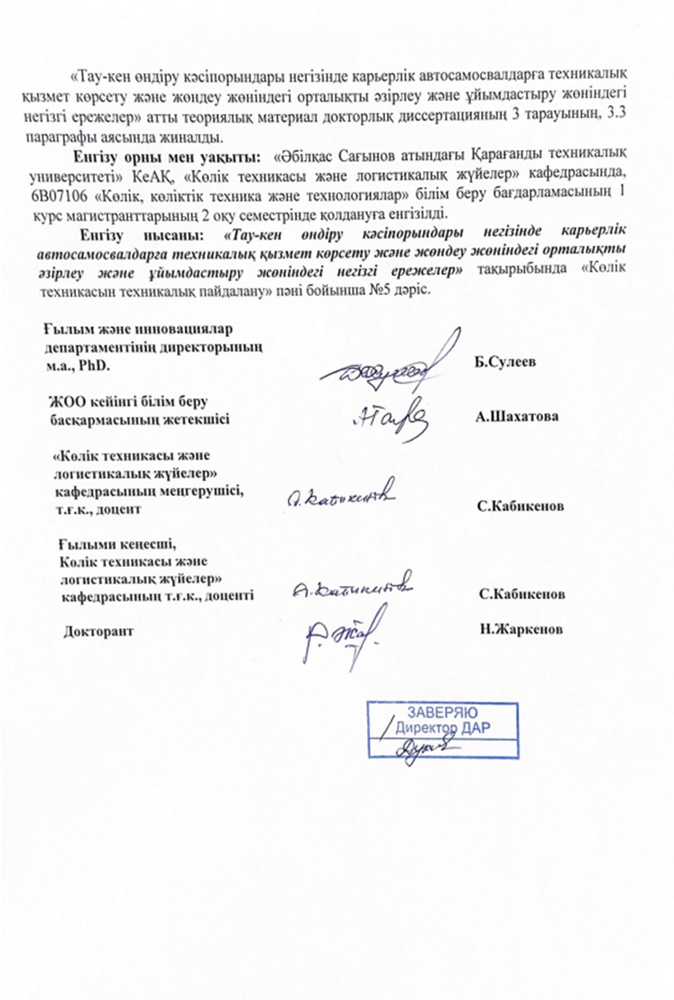 «Тау-кен өндіру кәсіпорындары негізінде карьерлік автосамосвалдарға техникалық
қызмет көрсету және жөндеу жөніндегі орталықты әзірлеу және ұйымдастыру жөніндегі
негізгі ережелер» атты теориялық материал докторлық диссертацияның 3 тарауының, 3.3
параграфы аясында жиналды.
Енгізу орны мен уақыты: «Әбілқас Сағынов атындағы Қарағанды техникалық
университеті» КеАҚ, «Көлік техникасы және логистикалық жүйелер» кафедрасында,
6В07106 «Көлік, көліктік техника және технологиялар» білім беру бағдарламасының 1
курс магистранттарының 2 оқу семестрінде қолдануға енгізілді.
Енгізу нысаны: «Тау-кен өндіру кәсіпорындары негізінде карьерлік
автосамосвалдарға техникалық қызмет көрсету және жөндеу жөніндегі орталықты
әзірлеу және ұйымдастыру жөніндегі негізгі ережелер» тақырыбында «Көлік
техникасын техникалық пайдалану» пәні бойынша №5 дәріс.
Ғылым және инновациялар
департаментінің директорының
м.а., PhD.
Б.Сулеев
ЖОО кейінгі білім беру
басқармасының жетекшісі
А.Шахатова
«Көлік техникасы және
логистикалық жүйелер»
кафедрасының меңгерушісі,
т.ғ.к., доцент
С.Кабикенов
Ғылыми кеңесші,
Көлік техникасы және
логистикалық жүйелер»
кафедрасының т.ғ.к., доценті
С.Кабикенов
Докторант
Н.Жаркенов
ЗАВЕРЯЮ
Директор ДАР